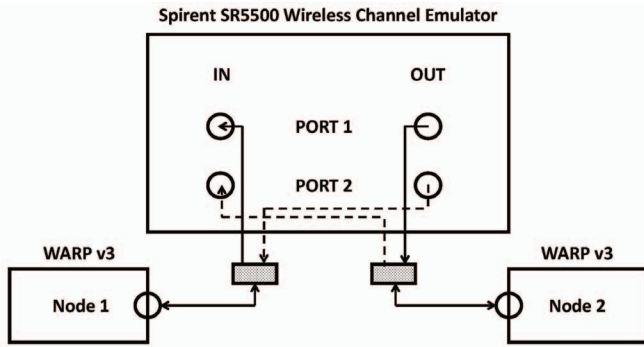 Spirent SR5500 Wireless Channel Emulator
IN OUT
PORT 1
PORT 2
WARP v3 WARP v3
Node 1 Node 2